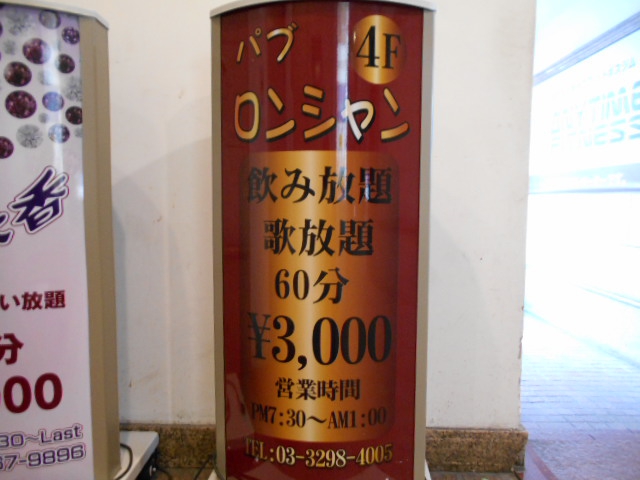 パブ
4F
ロンシャン
飲み放題
歌放題
60分
¥3,000
営業時間
PM7:30～AM1:00
TEL:03-3298-4005
香
い放題
分
000
30～Last
67-9896